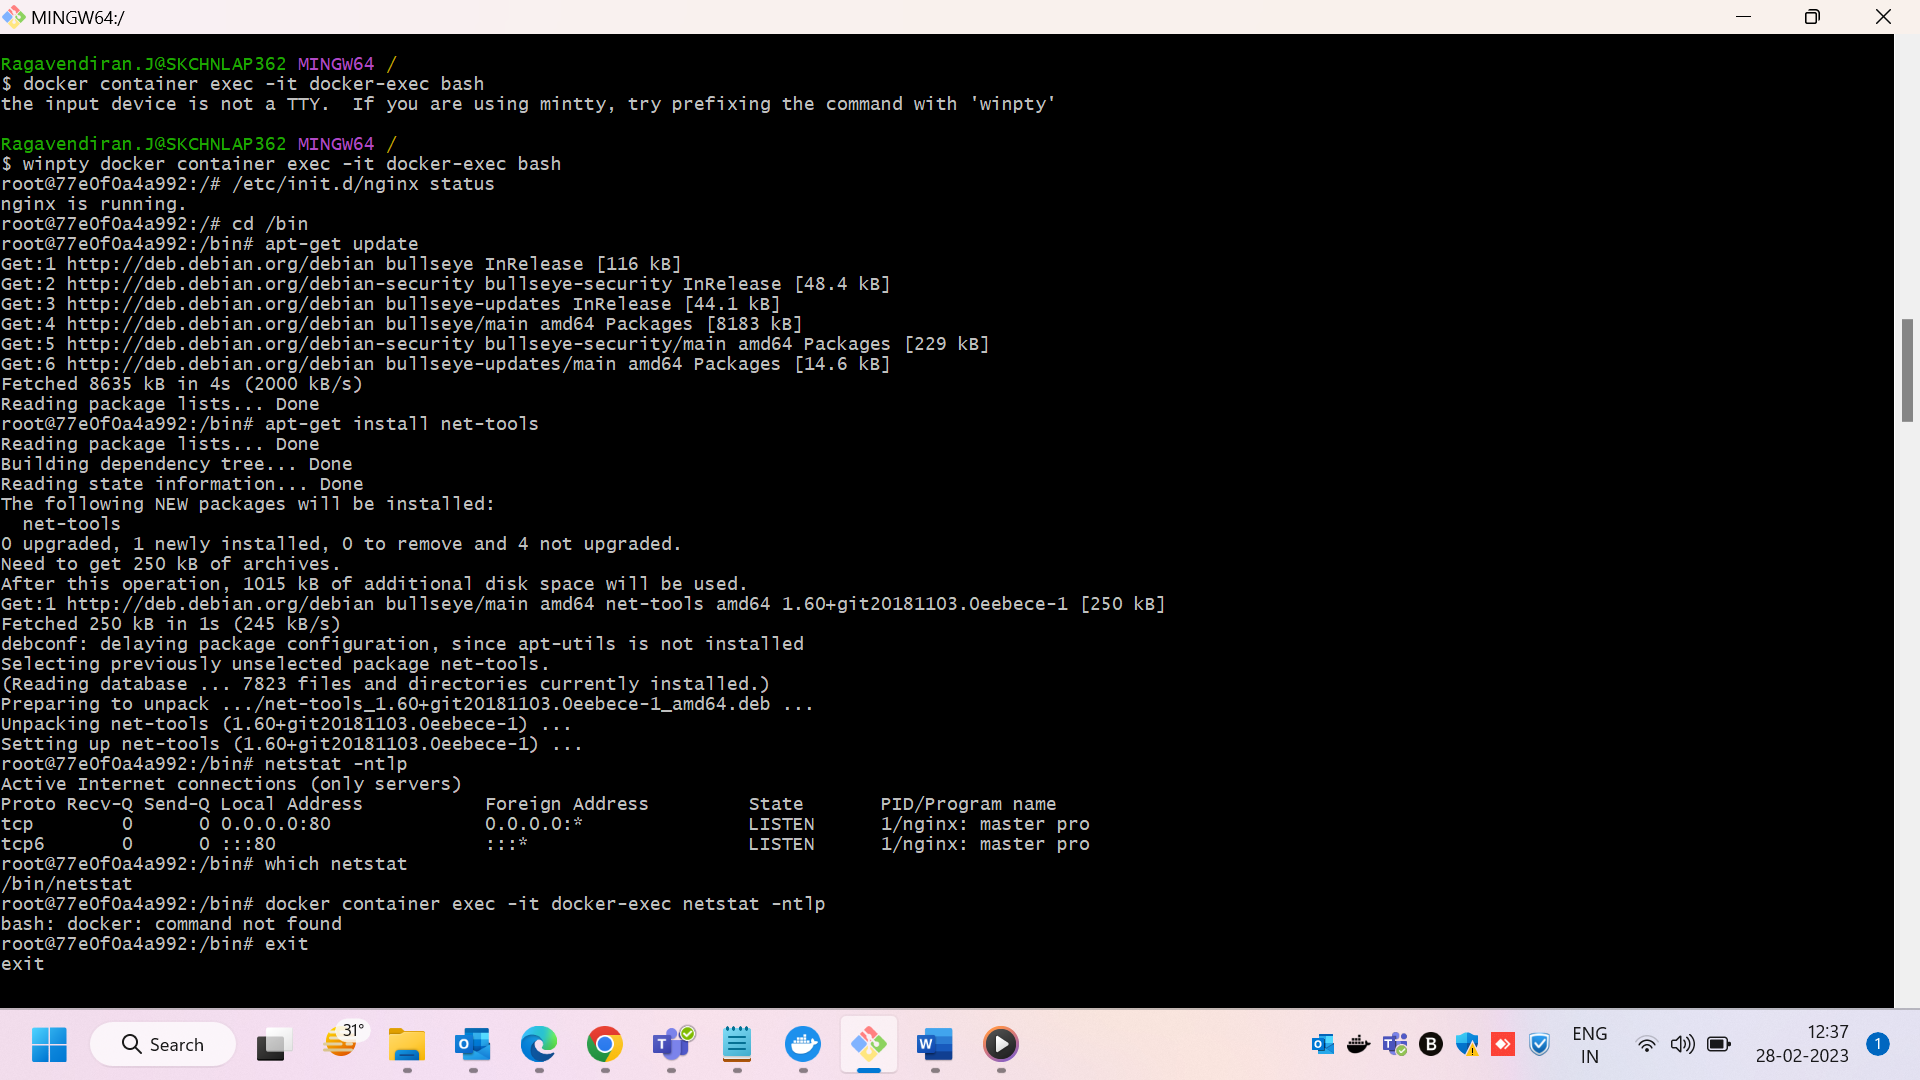 MINGW64:/
Ragavendiran.J@SKCHNLAP362 MINGW64 /
$ docker container exec -it docker-exec bash
the input device is not a TTY.  If you are using mintty, try prefixing the command with 'winpty'
Ragavendiran.J@SKCHNLAP362 MINGW64 /
$ winpty docker container exec -it docker-exec bash
root@77e0f0a4a992:/# /etc/init.d/nginx status
nginx is running.
root@77e0f0a4a992:/# cd /bin
root@77e0f0a4a992:/bin# apt-get update
Get:1 http://deb.debian.org/debian bullseye InRelease [116 kB]
Get:2 http://deb.debian.org/debian-security bullseye-security InRelease [48.4 kB]
Get:3 http://deb.debian.org/debian bullseye-updates InRelease [44.1 kB]
Get:4 http://deb.debian.org/debian bullseye/main amd64 Packages [8183 kB]
Get:5 http://deb.debian.org/debian-security bullseye-security/main amd64 Packages [229 kB]
Get:6 http://deb.debian.org/debian bullseye-updates/main amd64 Packages [14.6 kB]
Fetched 8635 kB in 4s (2000 kB/s)
Reading package lists... Done
root@77e0f0a4a992:/bin# apt-get install net-tools
Reading package lists... Done
Building dependency tree... Done
Reading state information... Done
The following NEW packages will be installed:
  net-tools
0 upgraded, 1 newly installed, 0 to remove and 4 not upgraded.
Need to get 250 kB of archives.
After this operation, 1015 kB of additional disk space will be used.
Get:1 http://deb.debian.org/debian bullseye/main amd64 net-tools amd64 1.60+git20181103.0eebece-1 [250 kB]
Fetched 250 kB in 1s (245 kB/s)
debconf: delaying package configuration, since apt-utils is not installed
Selecting previously unselected package net-tools.
(Reading database ... 7823 files and directories currently installed.)
Preparing to unpack .../net-tools_1.60+git20181103.0eebece-1_amd64.deb ...
Unpacking net-tools (1.60+git20181103.0eebece-1) ...
Setting up net-tools (1.60+git20181103.0eebece-1) ...
root@77e0f0a4a992:/bin# netstat -ntlp
Active Internet connections (only servers)
Proto Recv-Q Send-Q Local Address           Foreign Address         State       PID/Program name
tcp        0      0 0.0.0.0:80              0.0.0.0:*               LISTEN      1/nginx: master pro
tcp6       0      0 :::80                   :::*                    LISTEN      1/nginx: master pro
root@77e0f0a4a992:/bin# which netstat
/bin/netstat
root@77e0f0a4a992:/bin# docker container exec -it docker-exec netstat -ntlp
bash: docker: command not found
root@77e0f0a4a992:/bin# exit
exit
Search
31°
ENG
IN
12:37
28-02-2023
1